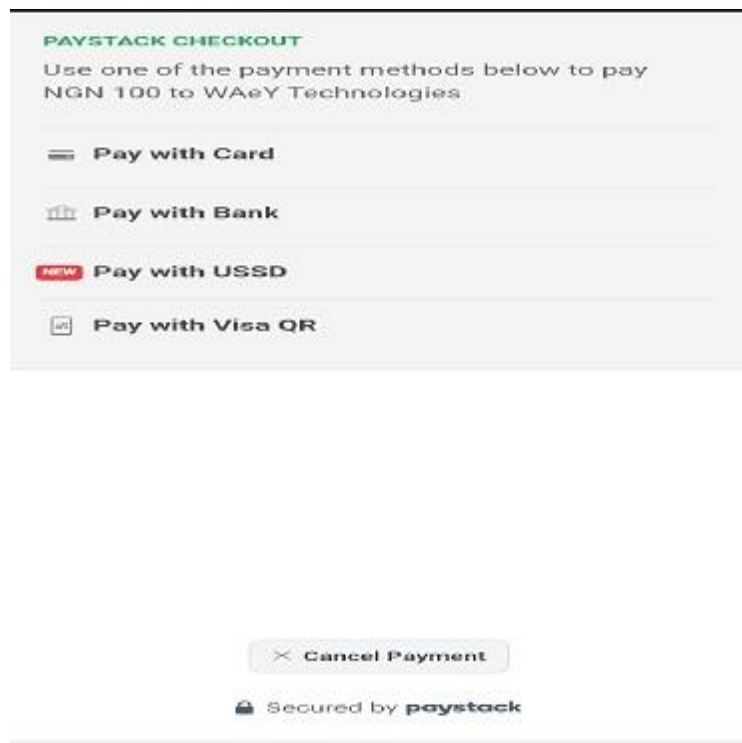 PAYSTACK CHECKOUT
Use one of the payment methods below to pay
NGN 100 to WAeY Technologies
Pay with Card
Pay with Bank
NEW Pay with USSD
Pay with Visa QR
× Cancel Payment
Secured by paystack